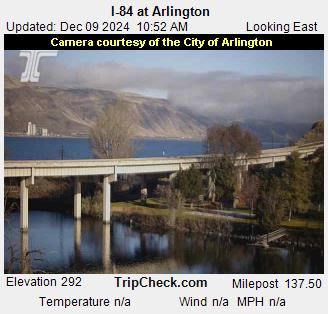 I-84 at Arlington
Updated: Dec 09 2024 10:52 AM Looking East
Camera courtesy of the City of Arlington
Elevation 292 TripCheck.com Milepost 137.50
Temperature n/a Wind n/a MPH n/a